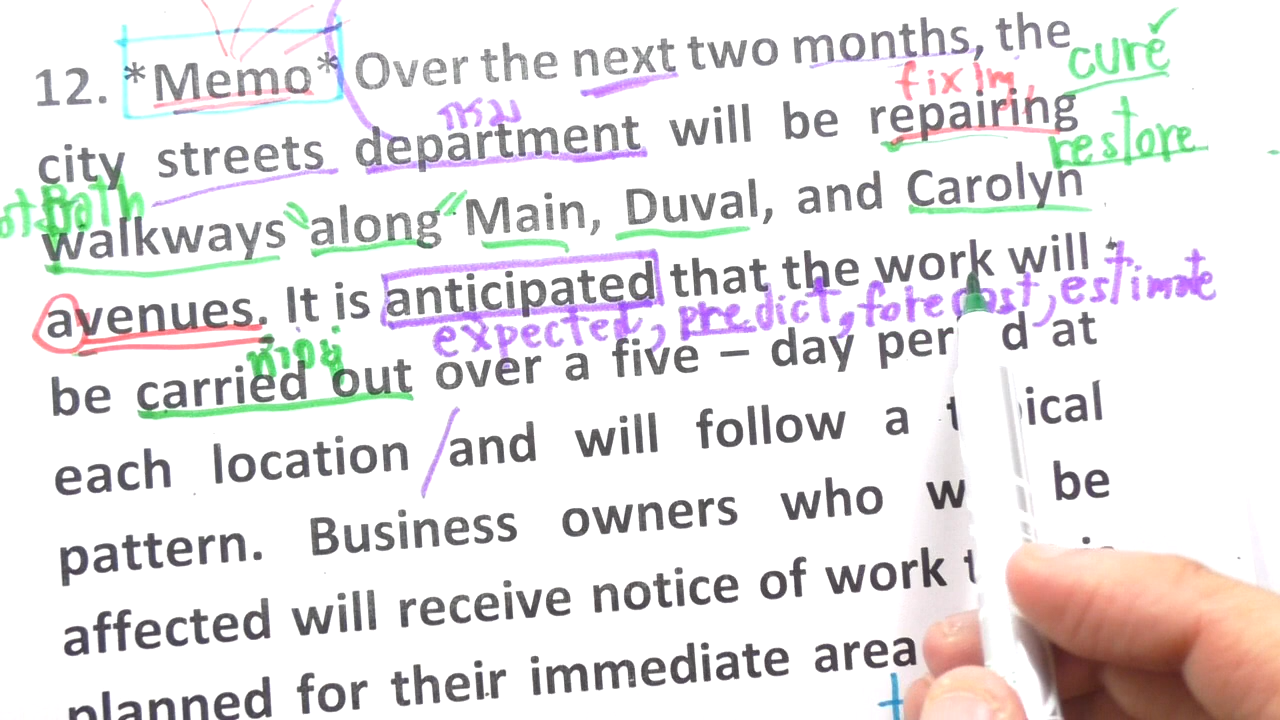 12. *Memo* Over the next two months, the
cure
กรม
fixing
city streets department will be repairing
restore
walkways "along" Main, Duval, and Carolyn
avenues. It is anticipated that the work will
expected, predict, forecast, estimate
be carried out over a five – day at
each location / and will follow a
pattern. Business owners who be
affected will receive notice of work
planned for their immediate area